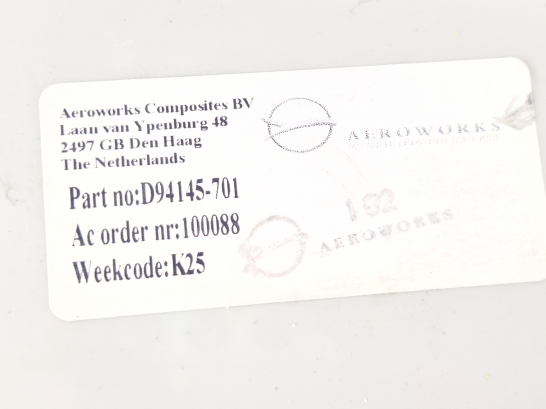 Aeroworks Composites BV
Laan van Ypenburg 48
2497 GB Den Haag
The Netherlands
AEROWORKS
Part no:D94145-701
Ac order nr:100088
Weekcode:K25
192
AEROWORKS